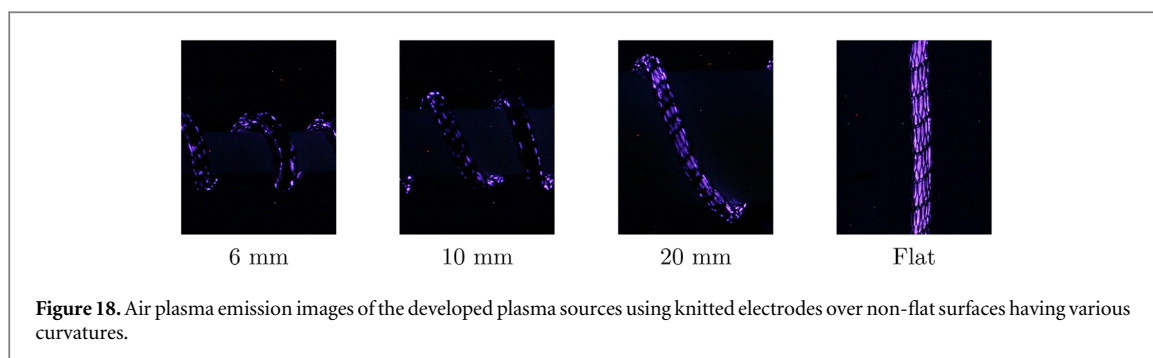 6 mm
10 mm
20 mm
Flat
Figure 18. Air plasma emission images of the developed plasma sources using knitted electrodes over non-flat surfaces having various
curvatures.